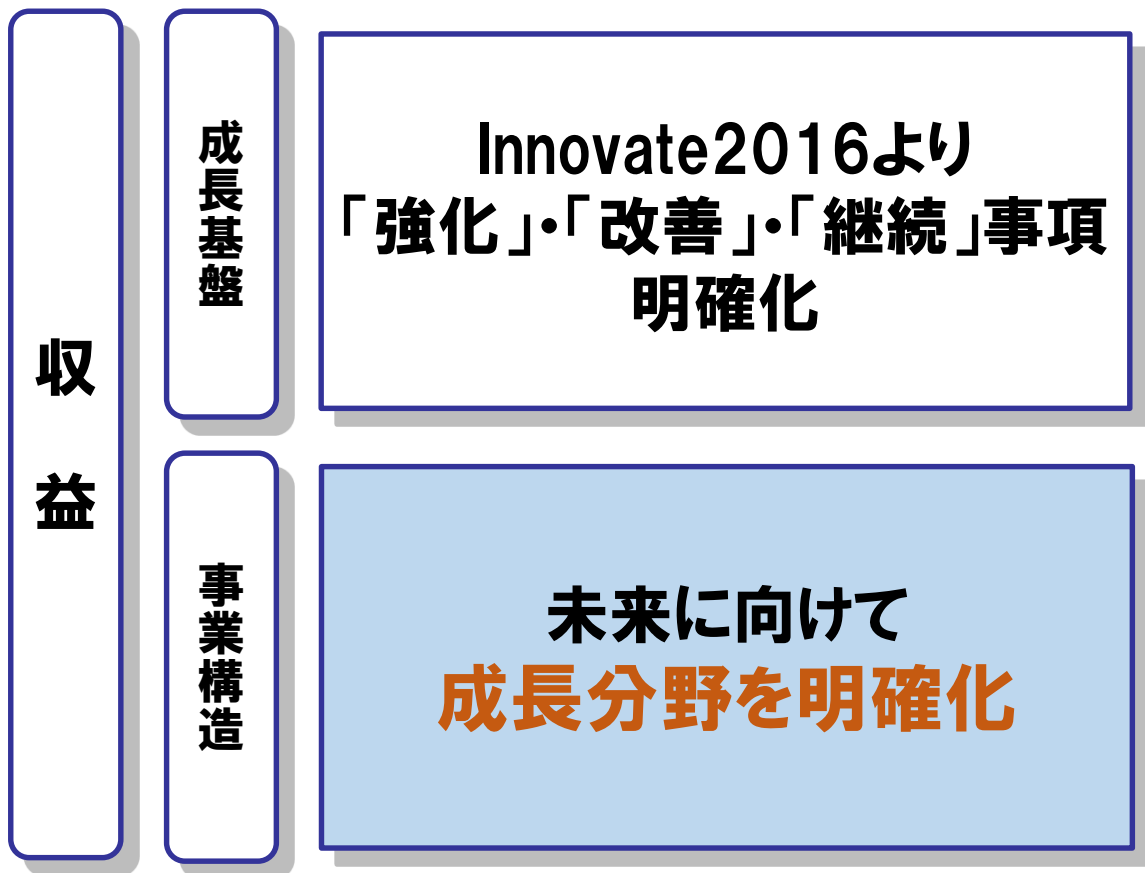 収益
成長基盤
Innovate2016より
「強化」・「改善」・「継続」事項
明確化
事業構造
未来に向けて
成長分野を明確化